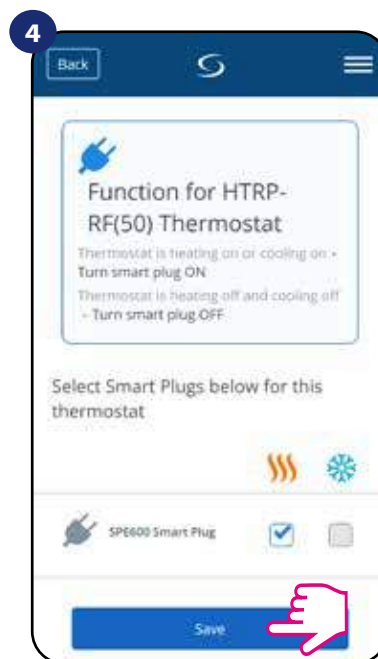 4
Back
Function for HTRP-
RF(50) Thermostat
Thermostat is heating on or cooling on -
Turn smart plug ON
Thermostat is heating off and cooling off
- Turn smart plug OFF
Select Smart Plugs below for this
thermostat
SPE600 Smart Plug
Save